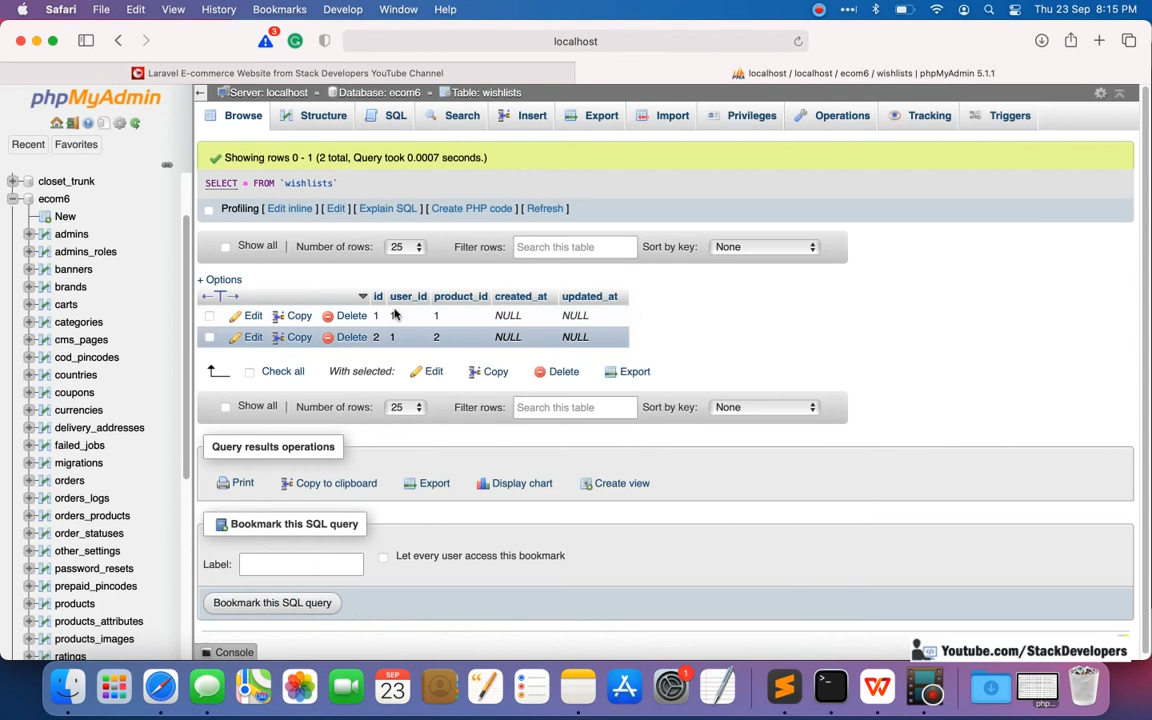 Safari File Edit View History Bookmarks Develop Window Help Thu 23 Sep 8:15 PM
3 localhost
Laravel E-commerce Website from Stack Developers YouTube Channel
localhost / localhost / ecom6 / wishlists | phpMyAdmin 5.1.1
phpMyAdmin
Recent Favorites
closet_trunk
ecom6
New
admins
admins_roles
banners
brands
carts
categories
cms_pages
cod_pincodes
countries
coupons
currencies
delivery_addresses
failed_jobs
migrations
orders
orders_logs
orders_products
order_statuses
other_settings
password_resets
prepaid_pincodes
products
products_attributes
products_images
ratings
Server: localhost » Database: ecom6 » Table: wishlists
Browse Structure SQL Search Insert Export Import Privileges Operations Tracking Triggers
Showing rows 0 - 1 (2 total, Query took 0.0007 seconds.)
SELECT * FROM `wishlists`
Profiling [ Edit inline ] [ Edit ] [ Explain SQL ] [ Create PHP code ] [ Refresh ]
Show all | Number of rows: 25 Filter rows: Search this table Sort by key: None
+ Options
←T→ id user_id product_id created_at updated_at
Edit Copy Delete 1 1 1 NULL NULL
Edit Copy Delete 2 1 2 NULL NULL
Check all With selected: Edit Copy Delete Export
Show all | Number of rows: 25 Filter rows: Search this table Sort by key: None
Query results operations
Print Copy to clipboard Export Display chart Create view
Bookmark this SQL query
Label: Let every user access this bookmark
Bookmark this SQL query
Console
Youtube.com/StackDevelopers
SEP
23
1
php...